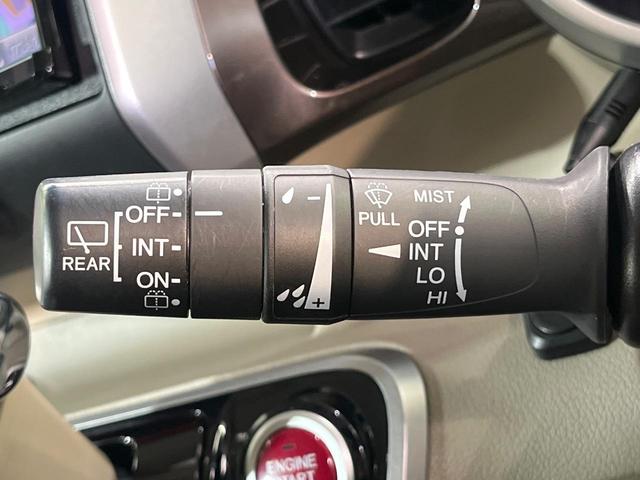 REAR
OFF
INT
ON
−
+
PULL
MIST
OFF
INT
LO
HI
ENGINE
START